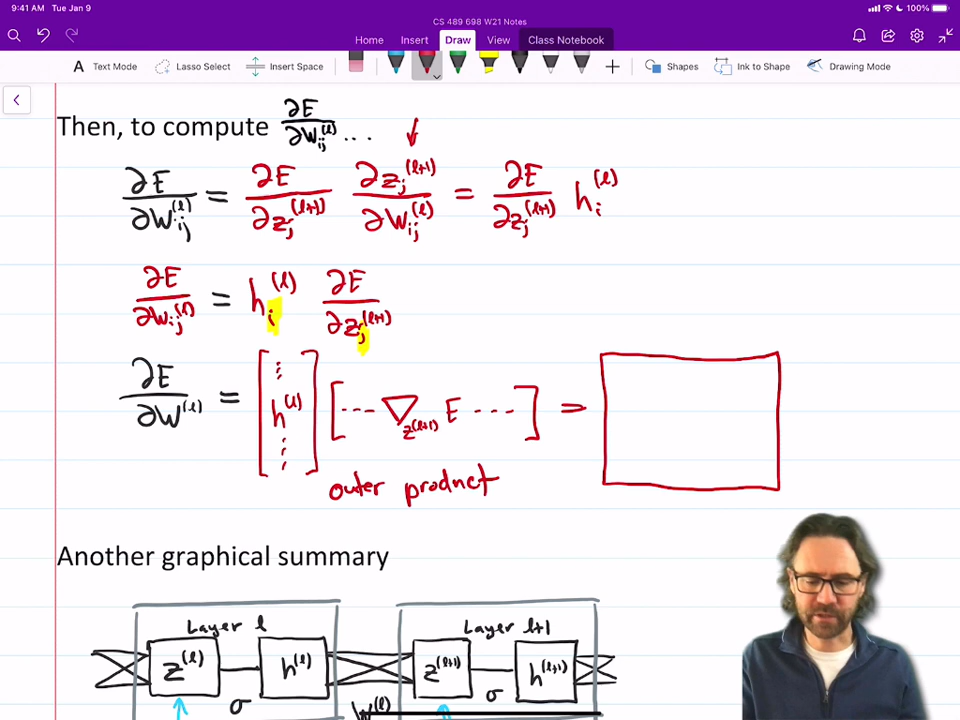 9:41 AM Tue Jan 9
100%
CS 489 698 W21 Notes
Home Insert Draw View Class Notebook
A Text Mode Lasso Select Insert Space Shapes Ink to Shape Drawing Mode
Then, to compute ∂E/∂W_ij^(l) ...
∂E/∂W_ij^(l) = ∂E/∂z_j^(l+1) ∂z_j^(l+1)/∂W_ij^(l) = ∂E/∂z_j^(l+1) h_i^(l)
∂E/∂W_ij^(l) = h_i^(l) ∂E/∂z_j^(l+1)
∂E/∂W^(l) = [⋮ h^(l) ⋮] [... ∇_z^(l+1) E ...] =
outer product
Another graphical summary
Layer l Layer l+1
z^(l) h^(l) z^(l+1) h^(l+1)
σ σ
W^(l)